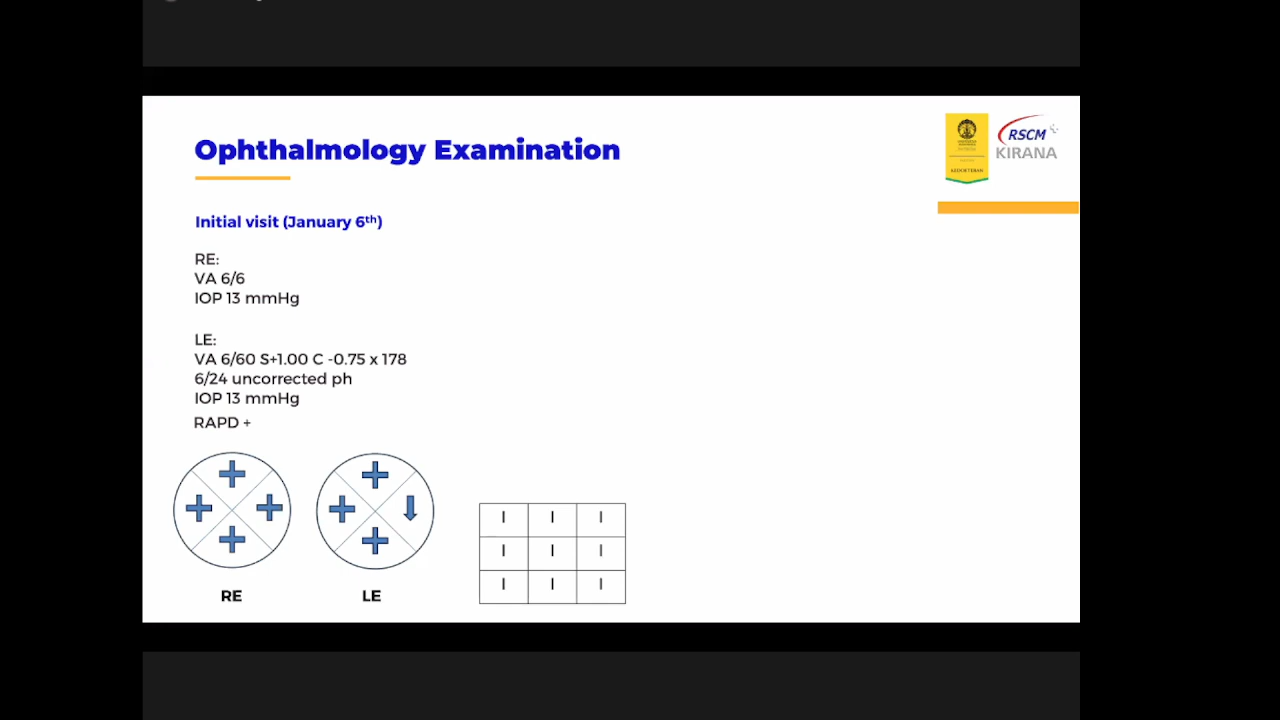 Ophthalmology Examination
RSCM
KIRANA
KEDOKTERAN
Initial visit (January 6th)
RE:
VA 6/6
IOP 13 mmHg
LE:
VA 6/60 S+1.00 C -0.75 x 178
6/24 uncorrected ph
IOP 13 mmHg
RAPD +
I I I
I I I
I I I
RE LE